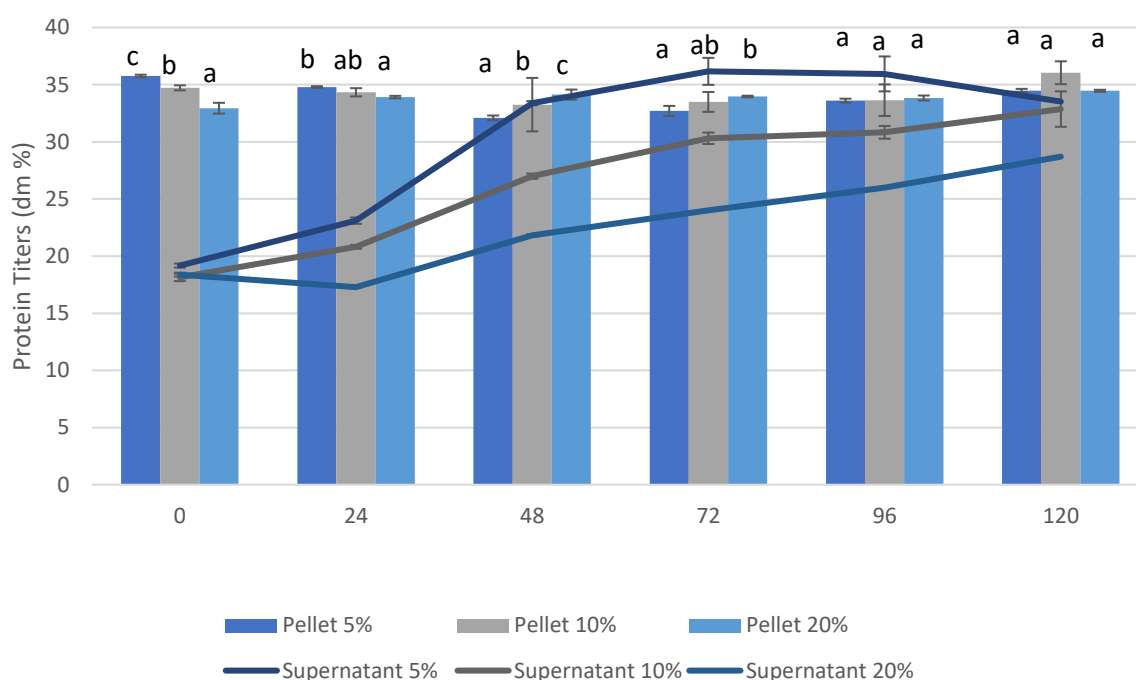 Protein Titers (dm %)
40
35
30
25
20
15
10
5
0
c b a b ab a a b c a ab b a a a a a a
0 24 48 72 96 120
Pellet 5% Pellet 10% Pellet 20%
Supernatant 5% Supernatant 10% Supernatant 20%